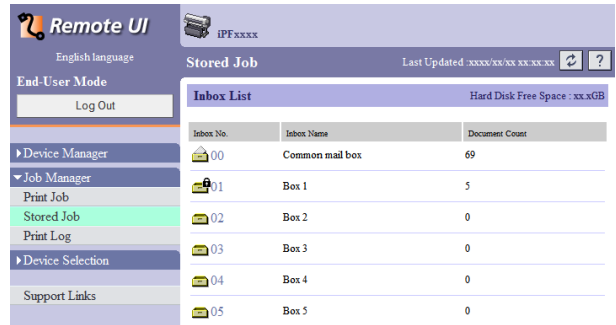 Remote UI
iPFxxxx
English language
Stored Job
Last Updated :xxxx/xx/xx xx:xx:xx
?
End-User Mode
Log Out
Inbox List
Hard Disk Free Space : xx.xGB
Inbox No. Inbox Name Document Count
Device Manager
00 Common mail box 69
Job Manager
01 Box 1 5
Print Job
Stored Job
02 Box 2 0
Print Log
03 Box 3 0
Device Selection
04 Box 4 0
Support Links
05 Box 5 0